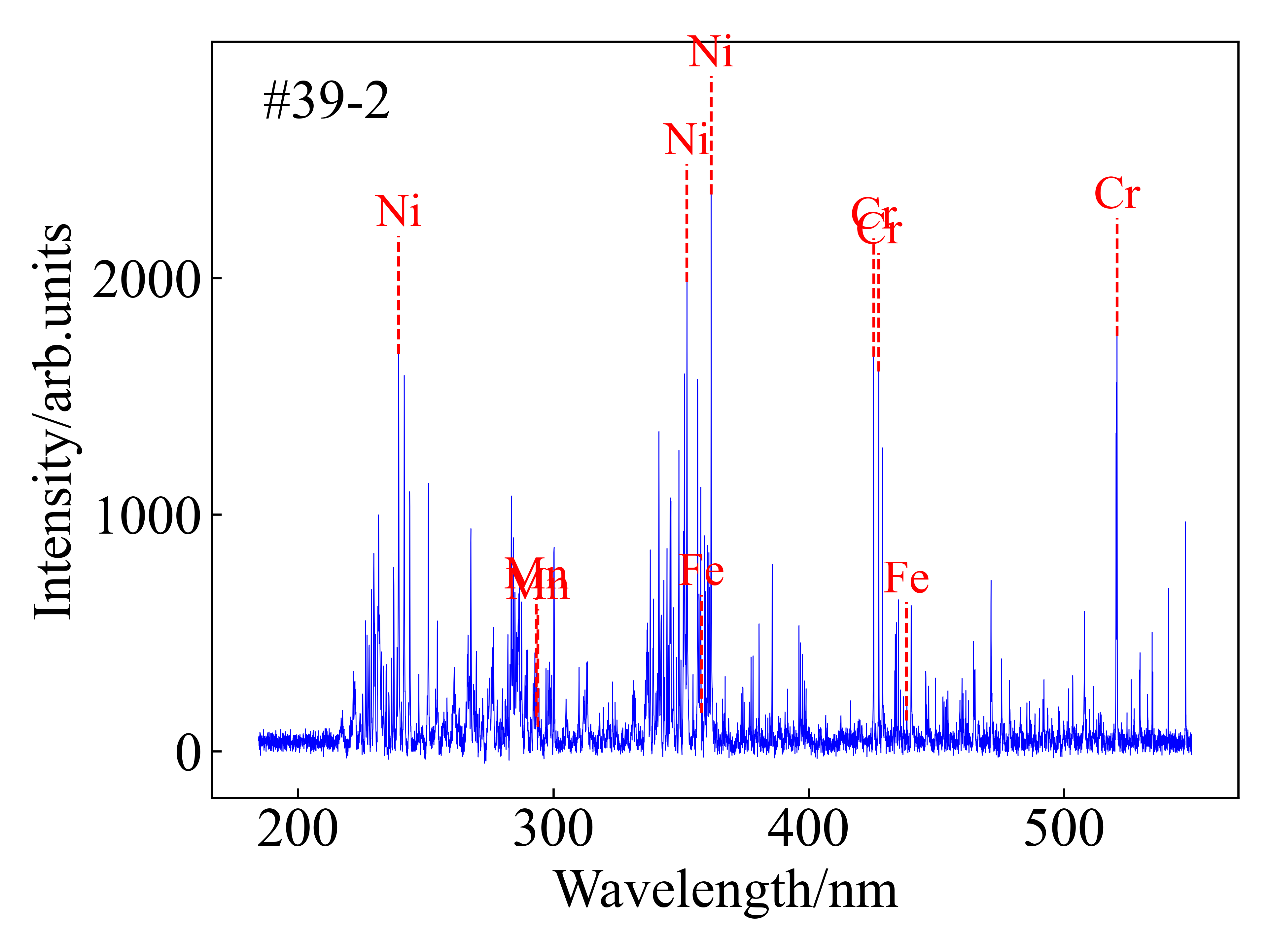 Ni
#39-2
Ni
Ni
Cr
Cr
Cr
Mn
Mn
Fe
Fe
Intensity/arb.units
2000
1000
0
200
300
400
500
Wavelength/nm